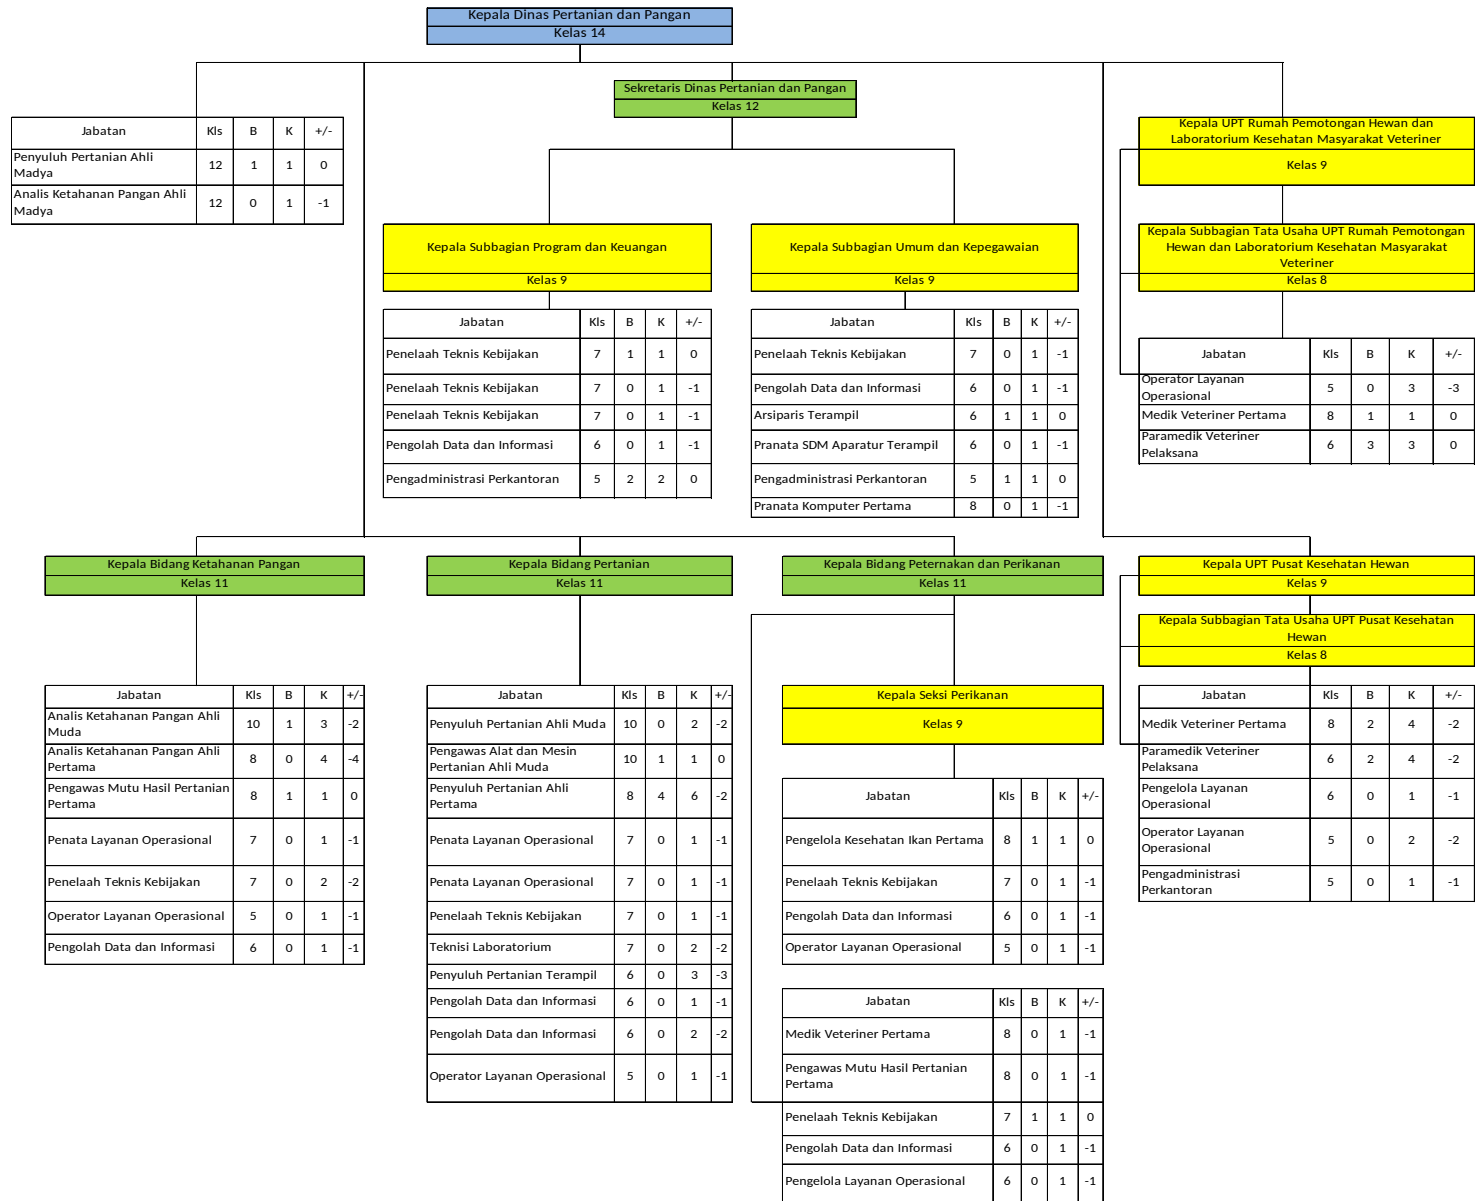 Kepala Dinas Pertanian dan Pangan
Kelas 14
Sekretaris Dinas Pertanian dan Pangan
Kelas 12
Jabatan Kls B K +/-
Penyuluh Pertanian Ahli
Madya 12 1 1 0
Analis Ketahanan Pangan Ahli
Madya 12 0 1 -1
Kepala UPT Rumah Pemotongan Hewan dan
Laboratorium Kesehatan Masyarakat Veteriner
Kelas 9
Kepala Subbagian Program dan Keuangan
Kelas 9
Jabatan Kls B K +/-
Penelaah Teknis Kebijakan 7 1 1 0
Penelaah Teknis Kebijakan 7 0 1 -1
Penelaah Teknis Kebijakan 7 0 1 -1
Pengolah Data dan Informasi 6 0 1 -1
Pengadministrasi Perkantoran 5 2 2 0
Kepala Subbagian Umum dan Kepegawaian
Kelas 9
Jabatan Kls B K +/-
Penelaah Teknis Kebijakan 7 0 1 -1
Pengolah Data dan Informasi 6 0 1 -1
Arsiparis Terampil 6 1 1 0
Pranata SDM Aparatur Terampil 6 0 1 -1
Pengadministrasi Perkantoran 5 1 1 0
Pranata Komputer Pertama 8 0 1 -1
Kepala Subbagian Tata Usaha UPT Rumah Pemotongan
Hewan dan Laboratorium Kesehatan Masyarakat
Veteriner
Kelas 8
Jabatan Kls B K +/-
Operator Layanan
Operasional 5 0 3 -3
Medik Veteriner Pertama 8 1 1 0
Paramedik Veteriner
Pelaksana 6 3 3 0
Kepala Bidang Ketahanan Pangan
Kelas 11
Jabatan Kls B K +/-
Analis Ketahanan Pangan Ahli
Muda 10 1 3 -2
Analis Ketahanan Pangan Ahli
Pertama 8 0 4 -4
Pengawas Mutu Hasil Pertanian
Pertama 8 1 1 0
Penata Layanan Operasional 7 0 1 -1
Penelaah Teknis Kebijakan 7 0 2 -2
Operator Layanan Operasional 5 0 1 -1
Pengolah Data dan Informasi 6 0 1 -1
Kepala Bidang Pertanian
Kelas 11
Jabatan Kls B K +/-
Penyuluh Pertanian Ahli Muda 10 0 2 -2
Pengawas Alat dan Mesin
Pertanian Ahli Muda 10 1 1 0
Penyuluh Pertanian Ahli
Pertama 8 4 6 -2
Penata Layanan Operasional 7 0 1 -1
Penata Layanan Operasional 7 0 1 -1
Penelaah Teknis Kebijakan 7 0 1 -1
Teknisi Laboratorium 7 0 2 -2
Penyuluh Pertanian Terampil 6 0 3 -3
Pengolah Data dan Informasi 6 0 1 -1
Pengolah Data dan Informasi 6 0 2 -2
Operator Layanan Operasional 5 0 1 -1
Kepala Bidang Peternakan dan Perikanan
Kelas 11
Kepala Seksi Perikanan
Kelas 9
Jabatan Kls B K +/-
Pengelola Kesehatan Ikan Pertama 8 1 1 0
Penelaah Teknis Kebijakan 7 0 1 -1
Pengolah Data dan Informasi 6 0 1 -1
Operator Layanan Operasional 5 0 1 -1
Jabatan Kls B K +/-
Medik Veteriner Pertama 8 0 1 -1
Pengawas Mutu Hasil Pertanian
Pertama 8 0 1 -1
Penelaah Teknis Kebijakan 7 1 1 0
Pengolah Data dan Informasi 6 0 1 -1
Pengelola Layanan Operasional 6 0 1 -1
Kepala UPT Pusat Kesehatan Hewan
Kelas 9
Kepala Subbagian Tata Usaha UPT Pusat Kesehatan
Hewan
Kelas 8
Jabatan Kls B K +/-
Medik Veteriner Pertama 8 2 4 -2
Paramedik Veteriner
Pelaksana 6 2 4 -2
Pengelola Layanan
Operasional 6 0 1 -1
Operator Layanan
Operasional 5 0 2 -2
Pengadministrasi
Perkantoran 5 0 1 -1